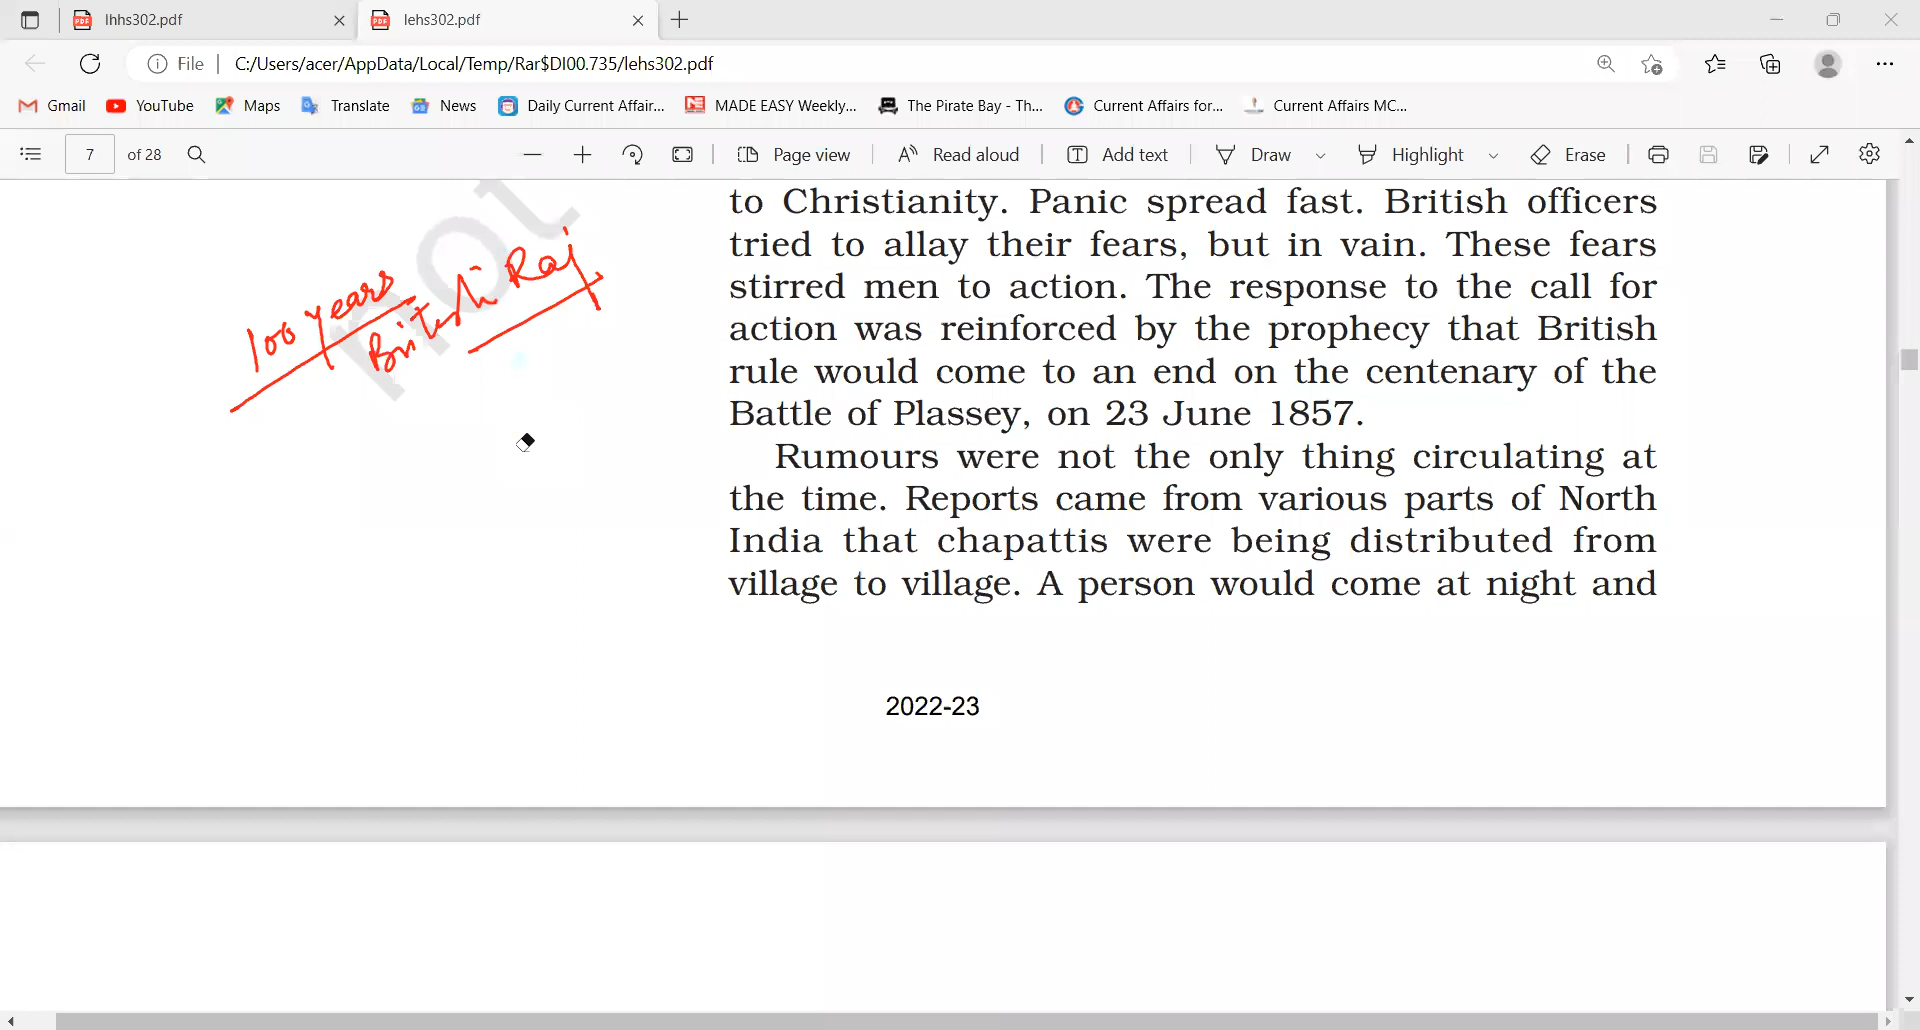 lhhs302.pdf
lehs302.pdf
File
C:/Users/acer/AppData/Local/Temp/Rar$DI00.735/lehs302.pdf
Gmail YouTube Maps Translate News Daily Current Affair... MADE EASY Weekly... The Pirate Bay - Th... Current Affairs for... Current Affairs MC...
7 of 28 Page view Read aloud Add text Draw Highlight Erase
not
100 years
British Raj
to Christianity. Panic spread fast. British officers
tried to allay their fears, but in vain. These fears
stirred men to action. The response to the call for
action was reinforced by the prophecy that British
rule would come to an end on the centenary of the
Battle of Plassey, on 23 June 1857.
Rumours were not the only thing circulating at
the time. Reports came from various parts of North
India that chapattis were being distributed from
village to village. A person would come at night and
2022-23